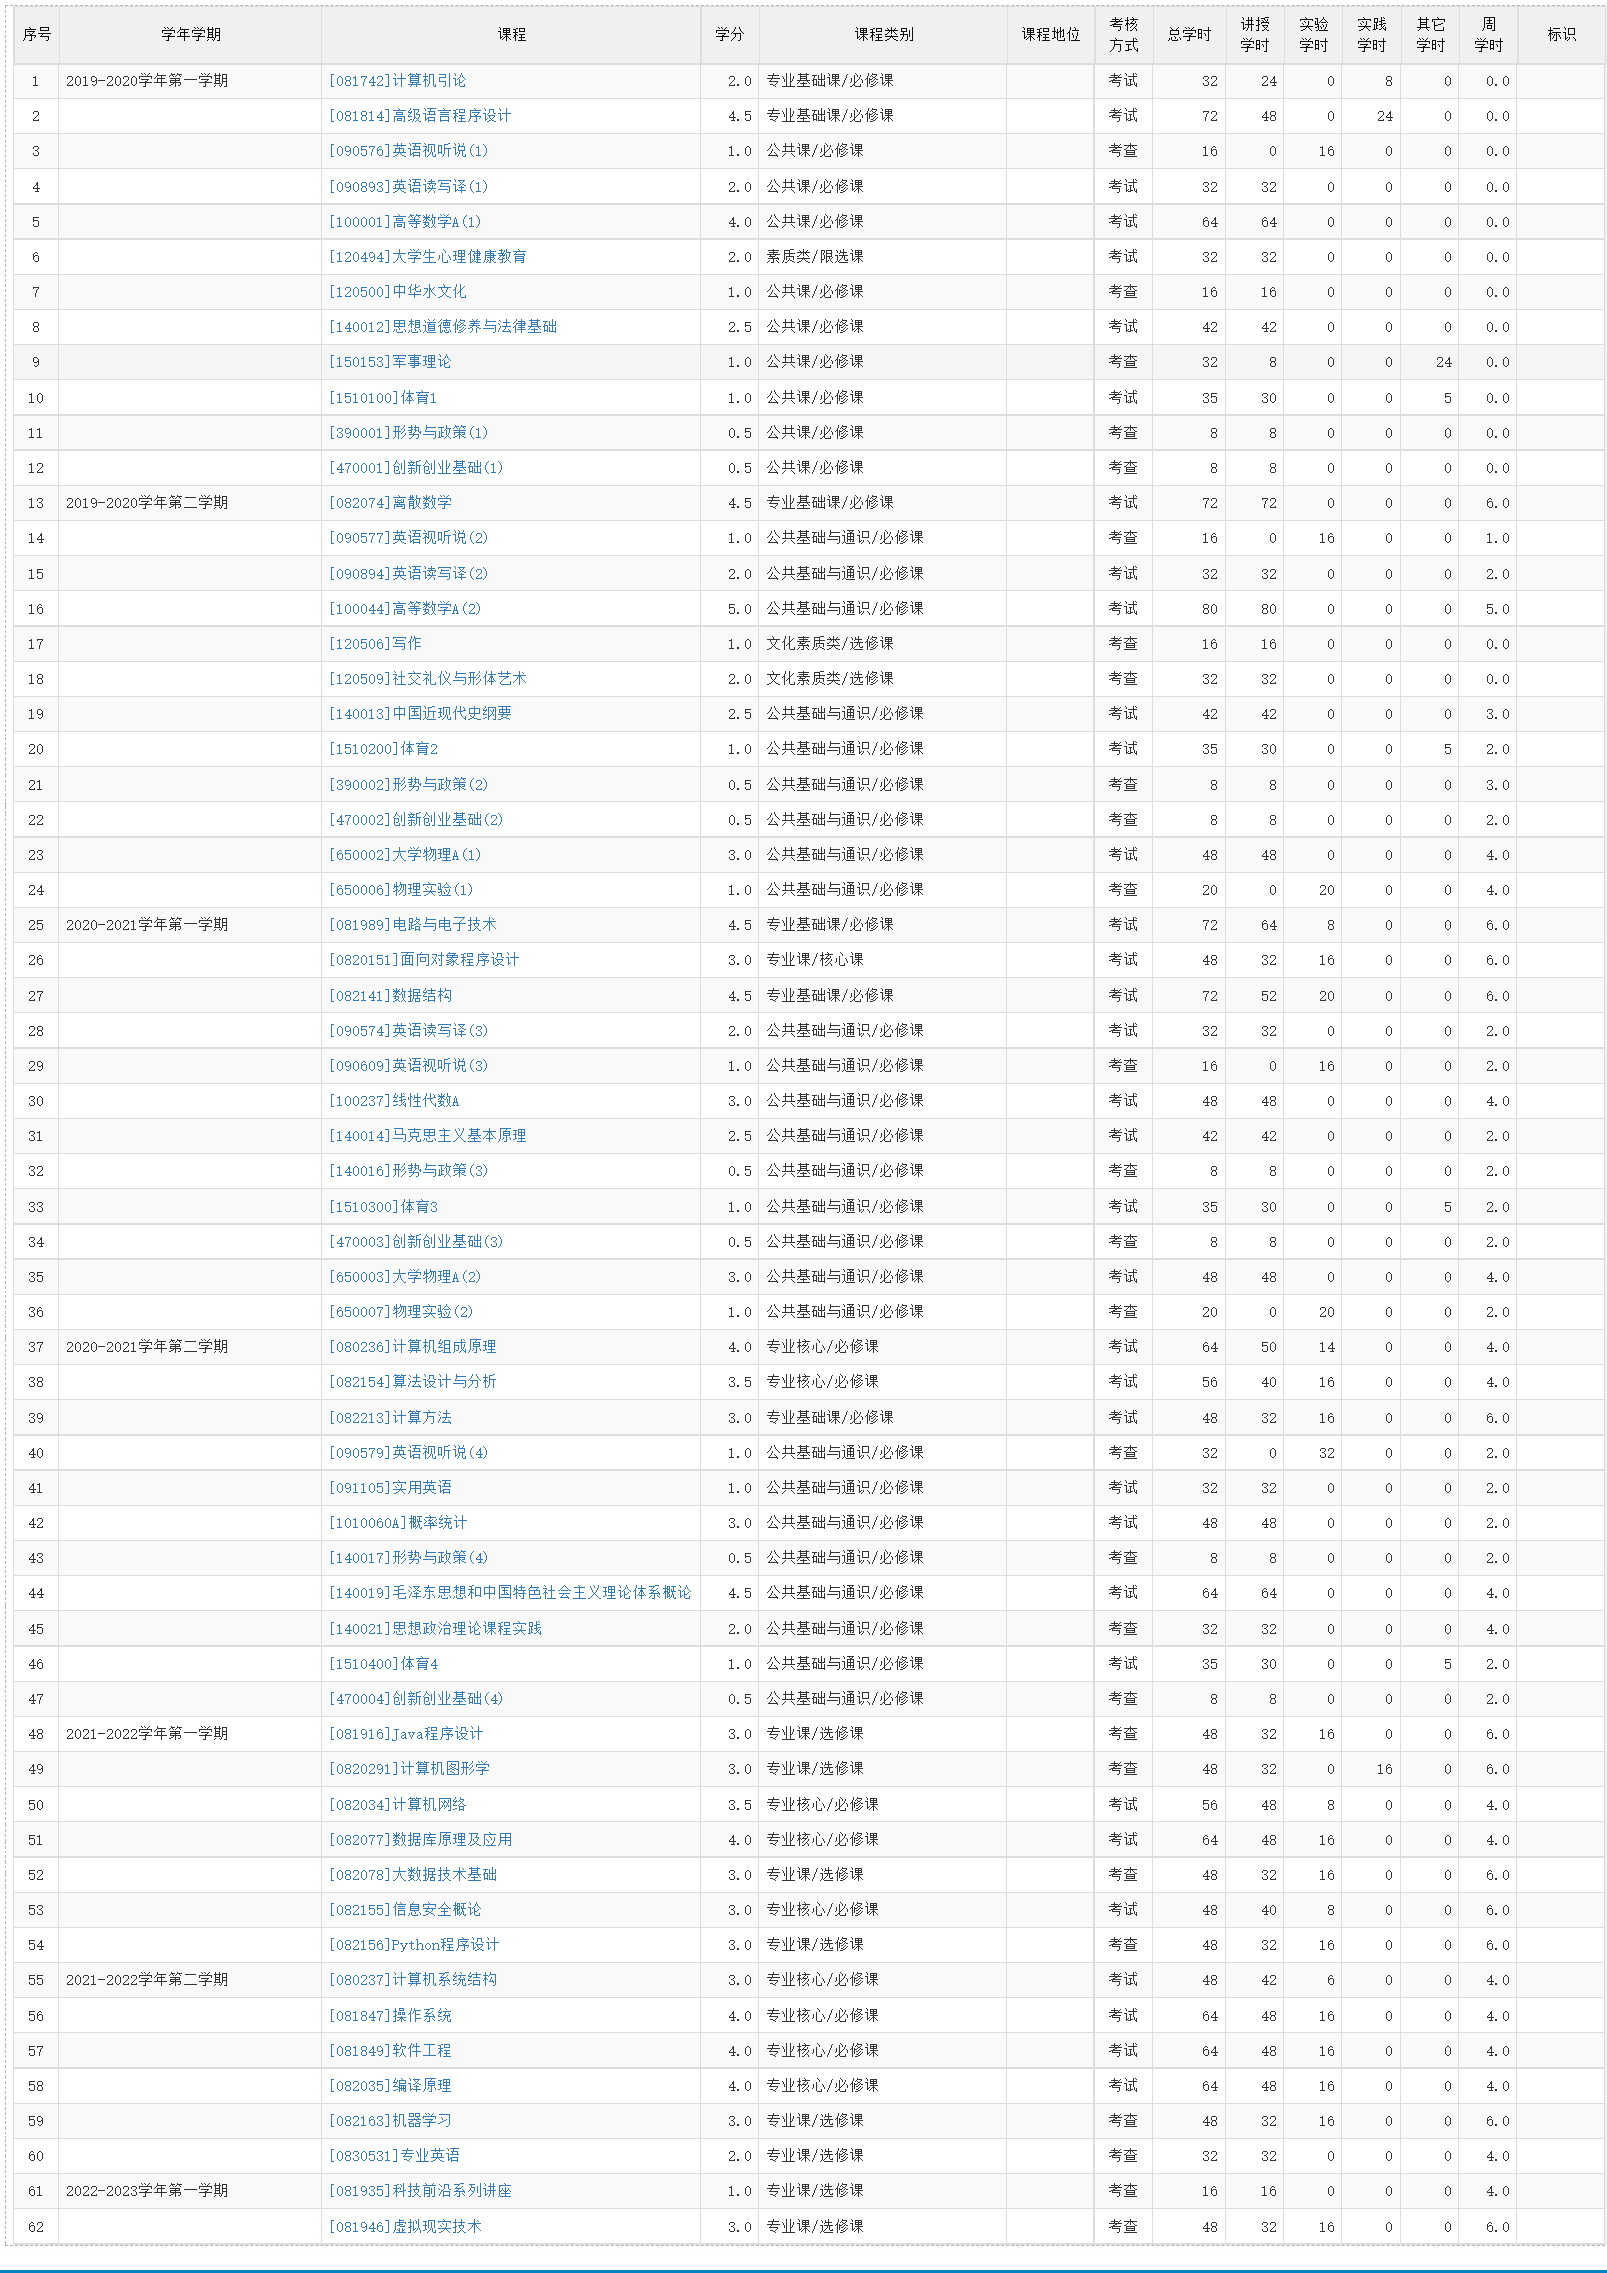 序号 学年学期 课程 学分 课程类别 课程地位 考核方式 总学时 讲授学时 实验学时 实践学时 其它学时 周学时 标识
1 2019-2020学年第一学期 [081742]计算机引论 2.0 专业基础课/必修课 考试 32 24 0 8 0 0.0
2 [081814]高级语言程序设计 4.5 专业基础课/必修课 考试 72 48 0 24 0 0.0
3 [090576]英语视听说(1) 1.0 公共课/必修课 考查 16 0 16 0 0 0.0
4 [090893]英语读写译(1) 2.0 公共课/必修课 考试 32 32 0 0 0 0.0
5 [100001]高等数学A(1) 4.0 公共课/必修课 考试 64 64 0 0 0 0.0
6 [120494]大学生心理健康教育 2.0 素质类/限选课 考试 32 32 0 0 0 0.0
7 [120500]中华水文化 1.0 公共课/必修课 考查 16 16 0 0 0 0.0
8 [140012]思想道德修养与法律基础 2.5 公共课/必修课 考试 42 42 0 0 0 0.0
9 [150153]军事理论 1.0 公共课/必修课 考查 32 8 0 0 24 0.0
10 [1510100]体育1 1.0 公共课/必修课 考试 35 30 0 0 5 0.0
11 [390001]形势与政策(1) 0.5 公共课/必修课 考查 8 8 0 0 0 0.0
12 [470001]创新创业基础(1) 0.5 公共课/必修课 考查 8 8 0 0 0 0.0
13 2019-2020学年第二学期 [082074]离散数学 4.5 专业基础课/必修课 考试 72 72 0 0 0 6.0
14 [090577]英语视听说(2) 1.0 公共基础与通识/必修课 考查 16 0 16 0 0 1.0
15 [090894]英语读写译(2) 2.0 公共基础与通识/必修课 考试 32 32 0 0 0 2.0
16 [100044]高等数学A(2) 5.0 公共基础与通识/必修课 考试 80 80 0 0 0 5.0
17 [120506]写作 1.0 文化素质类/选修课 考查 16 16 0 0 0 0.0
18 [120509]社交礼仪与形体艺术 2.0 文化素质类/选修课 考查 32 32 0 0 0 0.0
19 [140013]中国近现代史纲要 2.5 公共基础与通识/必修课 考试 42 42 0 0 0 3.0
20 [1510200]体育2 1.0 公共基础与通识/必修课 考试 35 30 0 0 5 2.0
21 [390002]形势与政策(2) 0.5 公共基础与通识/必修课 考查 8 8 0 0 0 3.0
22 [470002]创新创业基础(2) 0.5 公共基础与通识/必修课 考查 8 8 0 0 0 2.0
23 [650002]大学物理A(1) 3.0 公共基础与通识/必修课 考试 48 48 0 0 0 4.0
24 [650006]物理实验(1) 1.0 公共基础与通识/必修课 考查 20 0 20 0 0 4.0
25 2020-2021学年第一学期 [081989]电路与电子技术 4.5 专业基础课/必修课 考试 72 64 8 0 0 6.0
26 [0820151]面向对象程序设计 3.0 专业课/核心课 考试 48 32 16 0 0 6.0
27 [082141]数据结构 4.5 专业基础课/必修课 考试 72 52 20 0 0 6.0
28 [090574]英语读写译(3) 2.0 公共基础与通识/必修课 考试 32 32 0 0 0 2.0
29 [090609]英语视听说(3) 1.0 公共基础与通识/必修课 考查 16 0 16 0 0 2.0
30 [100237]线性代数A 3.0 公共基础与通识/必修课 考试 48 48 0 0 0 4.0
31 [140014]马克思主义基本原理 2.5 公共基础与通识/必修课 考试 42 42 0 0 0 2.0
32 [140016]形势与政策(3) 0.5 公共基础与通识/必修课 考查 8 8 0 0 0 2.0
33 [1510300]体育3 1.0 公共基础与通识/必修课 考试 35 30 0 0 5 2.0
34 [470003]创新创业基础(3) 0.5 公共基础与通识/必修课 考查 8 8 0 0 0 2.0
35 [650003]大学物理A(2) 3.0 公共基础与通识/必修课 考试 48 48 0 0 0 4.0
36 [650007]物理实验(2) 1.0 公共基础与通识/必修课 考查 20 0 20 0 0 2.0
37 2020-2021学年第二学期 [080236]计算机组成原理 4.0 专业核心/必修课 考试 64 50 14 0 0 4.0
38 [082154]算法设计与分析 3.5 专业核心/必修课 考试 56 40 16 0 0 4.0
39 [082213]计算方法 3.0 专业基础课/必修课 考试 48 32 16 0 0 6.0
40 [090579]英语视听说(4) 1.0 公共基础与通识/必修课 考查 32 0 32 0 0 2.0
41 [091105]实用英语 1.0 公共基础与通识/必修课 考试 32 32 0 0 0 2.0
42 [1010060A]概率统计 3.0 公共基础与通识/必修课 考试 48 48 0 0 0 2.0
43 [140017]形势与政策(4) 0.5 公共基础与通识/必修课 考查 8 8 0 0 0 2.0
44 [140019]毛泽东思想和中国特色社会主义理论体系概论 4.5 公共基础与通识/必修课 考试 64 64 0 0 0 4.0
45 [140021]思想政治理论课程实践 2.0 公共基础与通识/必修课 考查 32 32 0 0 0 4.0
46 [1510400]体育4 1.0 公共基础与通识/必修课 考试 35 30 0 0 5 2.0
47 [470004]创新创业基础(4) 0.5 公共基础与通识/必修课 考查 8 8 0 0 0 2.0
48 2021-2022学年第一学期 [081916]Java程序设计 3.0 专业课/选修课 考查 48 32 16 0 0 6.0
49 [0820291]计算机图形学 3.0 专业课/选修课 考查 48 32 0 16 0 6.0
50 [082034]计算机网络 3.5 专业核心/必修课 考试 56 48 8 0 0 4.0
51 [082077]数据库原理及应用 4.0 专业核心/必修课 考试 64 48 16 0 0 4.0
52 [082078]大数据技术基础 3.0 专业课/选修课 考查 48 32 16 0 0 6.0
53 [082155]信息安全概论 3.0 专业核心/必修课 考试 48 40 8 0 0 6.0
54 [082156]Python程序设计 3.0 专业课/选修课 考查 48 32 16 0 0 6.0
55 2021-2022学年第二学期 [080237]计算机系统结构 3.0 专业核心/必修课 考试 48 42 6 0 0 4.0
56 [081847]操作系统 4.0 专业核心/必修课 考试 64 48 16 0 0 4.0
57 [081849]软件工程 4.0 专业核心/必修课 考试 64 48 16 0 0 4.0
58 [082035]编译原理 4.0 专业核心/必修课 考试 64 48 16 0 0 4.0
59 [082163]机器学习 3.0 专业课/选修课 考查 48 32 16 0 0 6.0
60 [0830531]专业英语 2.0 专业课/选修课 考查 32 32 0 0 0 4.0
61 2022-2023学年第一学期 [081935]科技前沿系列讲座 1.0 专业课/选修课 考查 16 16 0 0 0 4.0
62 [081946]虚拟现实技术 3.0 专业课/选修课 考查 48 32 16 0 0 6.0